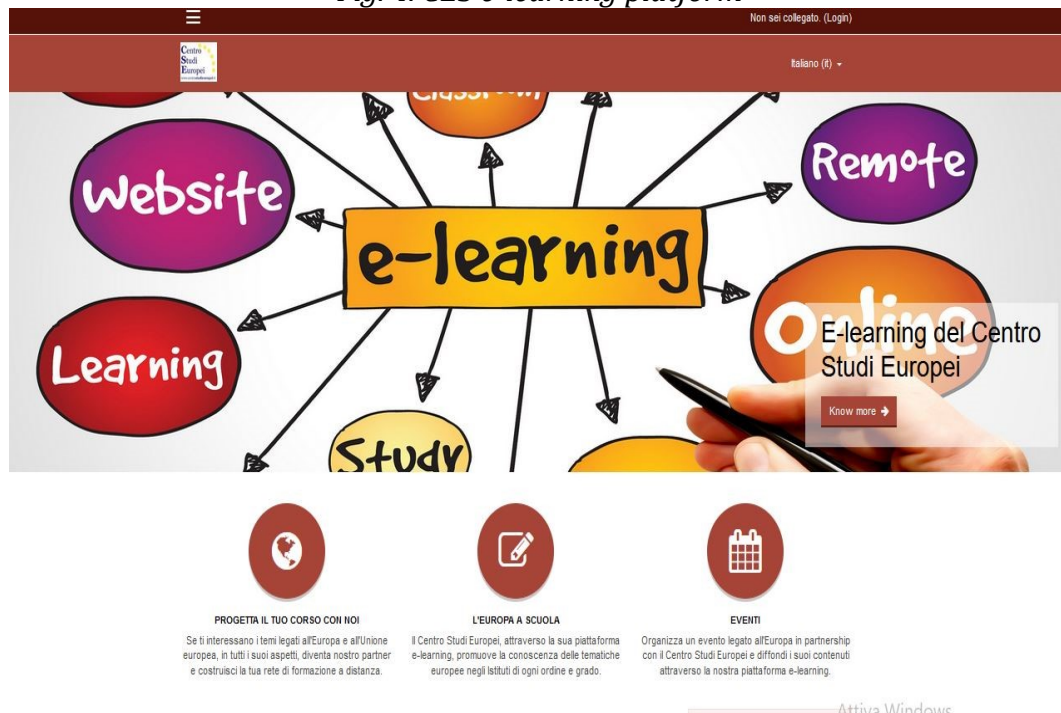 Non sei collegato. (Login)
Centro
Studi
Europei
Italiano (it)
Classroom
Website
Remote
e-learning
Online
Learning
Study
E-learning del Centro
Studi Europei
Know more
PROGETTA IL TUO CORSO CON NOI
Se ti interessano i temi legati all'Europa e all'Unione
europea, in tutti i suoi aspetti, diventa nostro partner
e costruisci la tua rete di formazione a distanza.
L'EUROPA A SCUOLA
Il Centro Studi Europei, attraverso la sua piattaforma
e-learning, promuove la conoscenza delle tematiche
europee negli Istituti di ogni ordine e grado.
EVENTI
Organizza un evento legato all'Europa in partnership
con il Centro Studi Europei e diffondi i suoi contenuti
attraverso la nostra piattaforma e-learning.
Attiva Windows